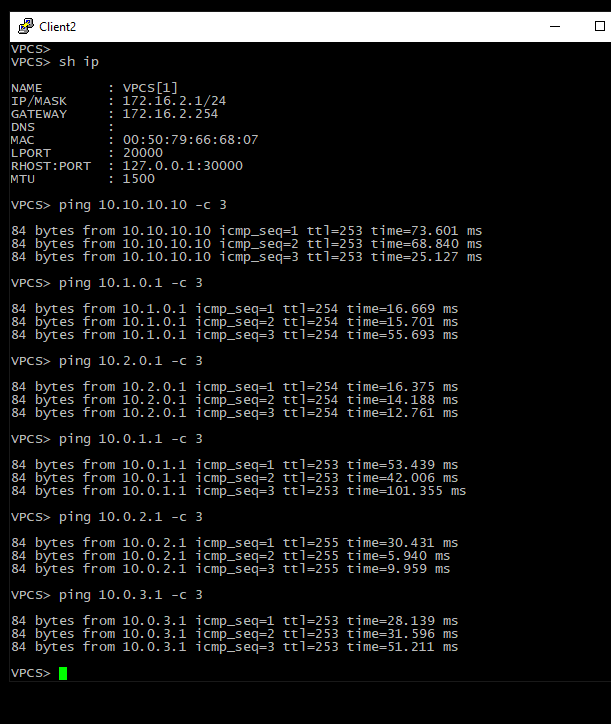 Client2
VPCS>
VPCS> sh ip
NAME : VPCS[1]
IP/MASK : 172.16.2.1/24
GATEWAY : 172.16.2.254
DNS :
MAC : 00:50:79:66:68:07
LPORT : 20000
RHOST:PORT : 127.0.0.1:30000
MTU : 1500
VPCS> ping 10.10.10.10 -c 3
84 bytes from 10.10.10.10 icmp_seq=1 ttl=253 time=73.601 ms
84 bytes from 10.10.10.10 icmp_seq=2 ttl=253 time=68.840 ms
84 bytes from 10.10.10.10 icmp_seq=3 ttl=253 time=25.127 ms
VPCS> ping 10.1.0.1 -c 3
84 bytes from 10.1.0.1 icmp_seq=1 ttl=254 time=16.669 ms
84 bytes from 10.1.0.1 icmp_seq=2 ttl=254 time=15.701 ms
84 bytes from 10.1.0.1 icmp_seq=3 ttl=254 time=55.693 ms
VPCS> ping 10.2.0.1 -c 3
84 bytes from 10.2.0.1 icmp_seq=1 ttl=254 time=16.375 ms
84 bytes from 10.2.0.1 icmp_seq=2 ttl=254 time=14.188 ms
84 bytes from 10.2.0.1 icmp_seq=3 ttl=254 time=12.761 ms
VPCS> ping 10.0.1.1 -c 3
84 bytes from 10.0.1.1 icmp_seq=1 ttl=253 time=53.439 ms
84 bytes from 10.0.1.1 icmp_seq=2 ttl=253 time=42.006 ms
84 bytes from 10.0.1.1 icmp_seq=3 ttl=253 time=101.355 ms
VPCS> ping 10.0.2.1 -c 3
84 bytes from 10.0.2.1 icmp_seq=1 ttl=255 time=30.431 ms
84 bytes from 10.0.2.1 icmp_seq=2 ttl=255 time=5.940 ms
84 bytes from 10.0.2.1 icmp_seq=3 ttl=255 time=9.959 ms
VPCS> ping 10.0.3.1 -c 3
84 bytes from 10.0.3.1 icmp_seq=1 ttl=253 time=28.139 ms
84 bytes from 10.0.3.1 icmp_seq=2 ttl=253 time=31.596 ms
84 bytes from 10.0.3.1 icmp_seq=3 ttl=253 time=51.211 ms
VPCS>